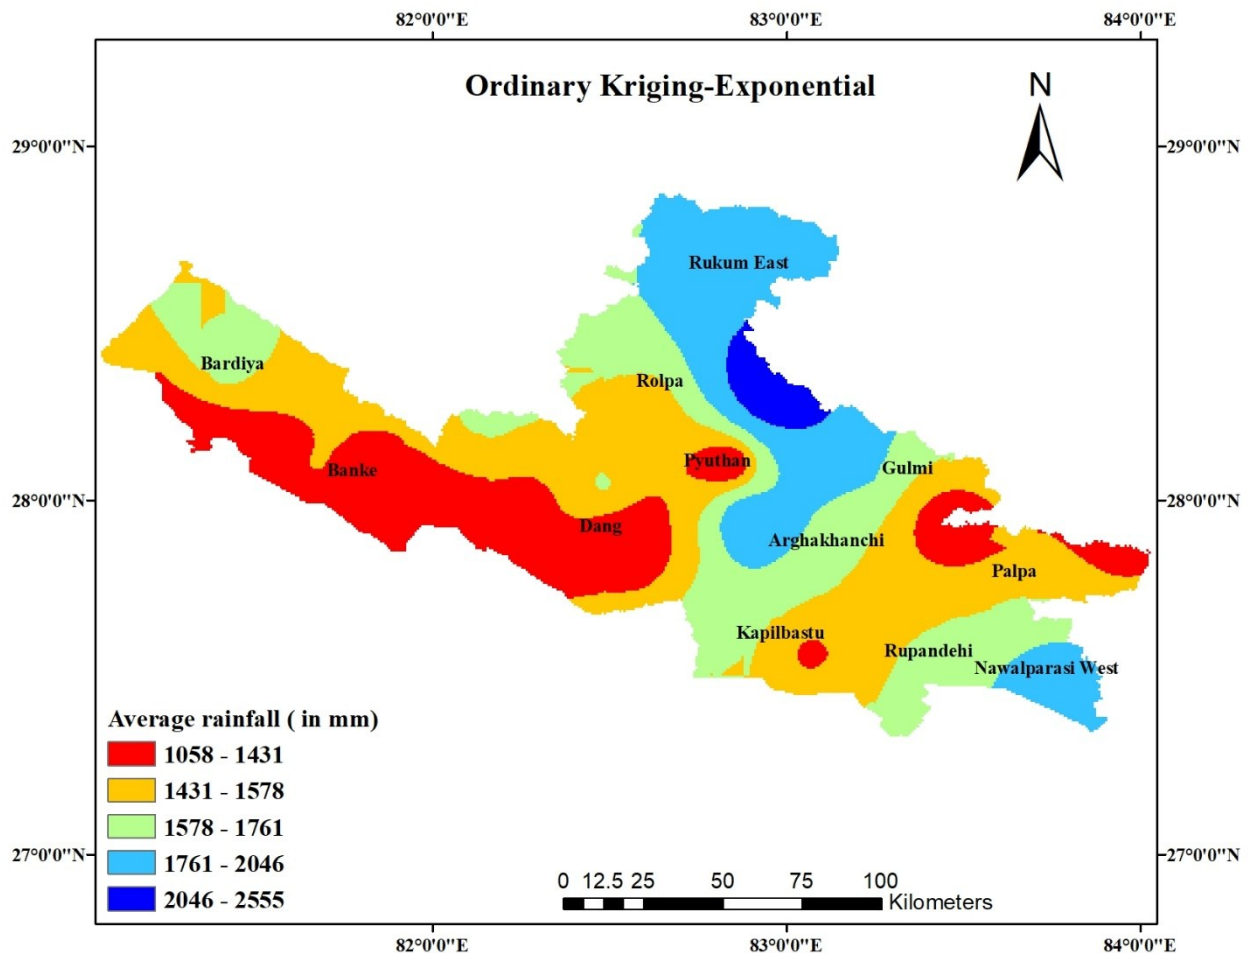 82°0'0"E 83°0'0"E 84°0'0"E
Ordinary Kriging-Exponential
N
29°0'0"N 29°0'0"N
Rukum East
Bardiya
Rolpa
Pyuthan
Gulmi
Banke
28°0'0"N 28°0'0"N
Dang
Arghakhanchi
Palpa
Kapilbastu
Rupandehi
Nawalparasi West
Average rainfall ( in mm)
1058 - 1431
1431 - 1578
1578 - 1761
1761 - 2046
2046 - 2555
27°0'0"N 27°0'0"N
0 12.5 25 50 75 100
Kilometers
82°0'0"E 83°0'0"E 84°0'0"E